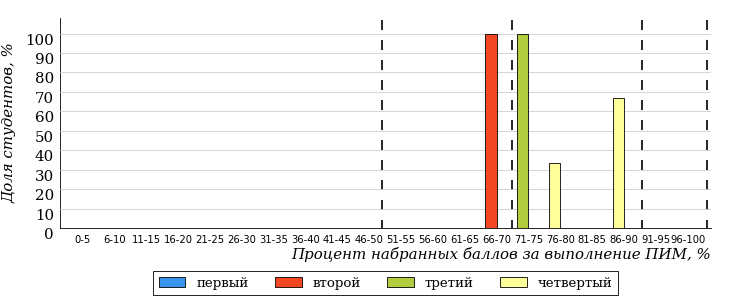 Доля студентов, %
100
90
80
70
60
50
40
30
20
10
0
0-5 6-10 11-15 16-20 21-25 26-30 31-35 36-40 41-45 46-50 51-55 56-60 61-65 66-70 71-75 76-80 81-85 86-90 91-95 96-100
Процент набранных баллов за выполнение ПИМ, %
первый второй третий четвертый